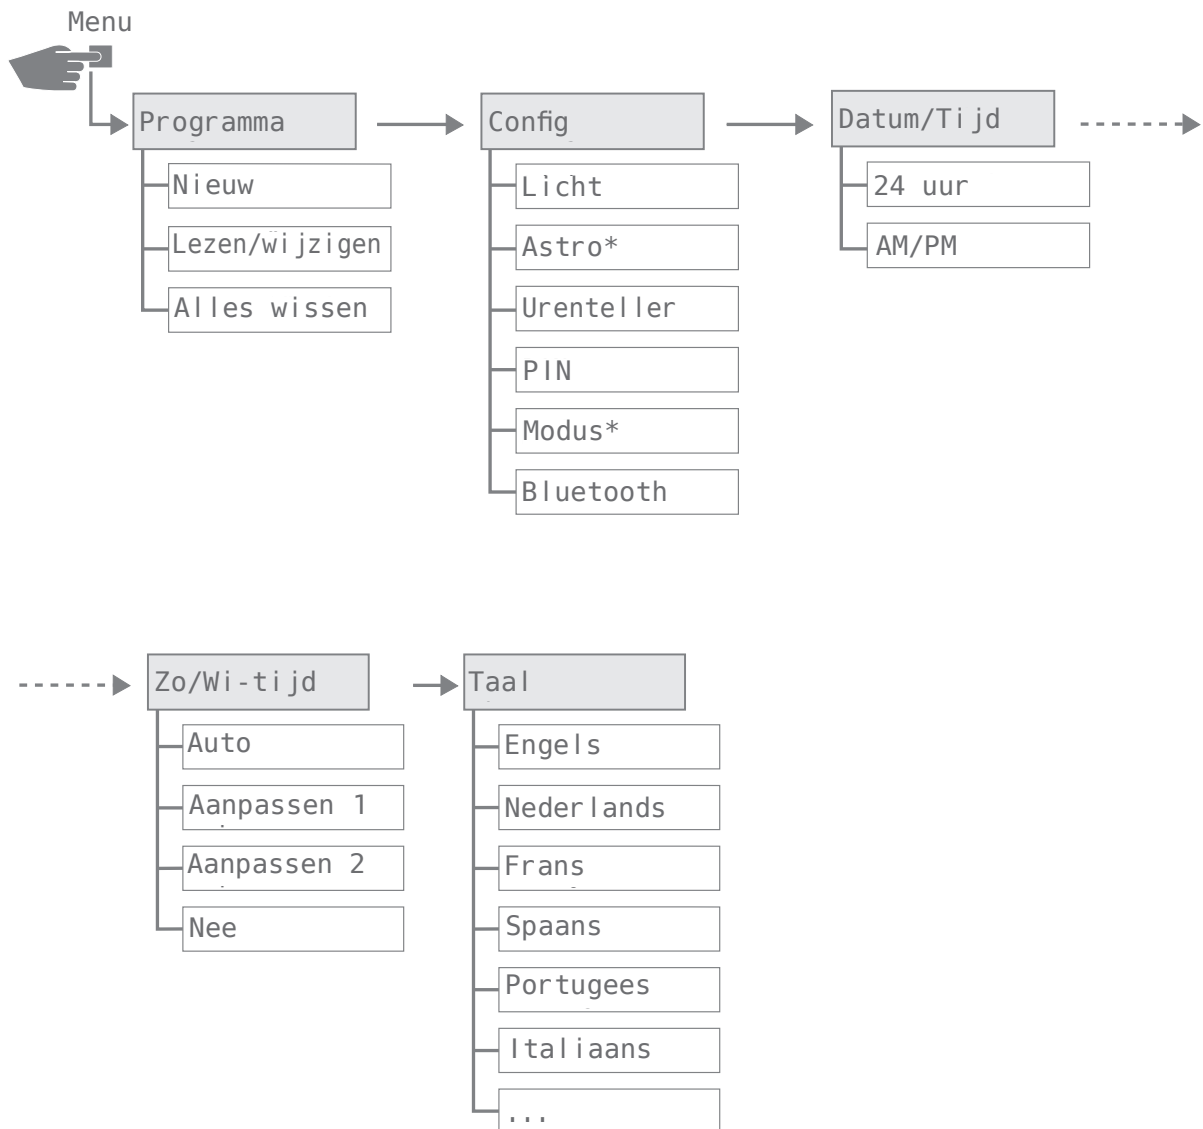 Menu
Programma
Nieuw
Lezen/wijzigen
Alles wissen
Config
Licht
Astro*
Urenteller
PIN
Modus*
Bluetooth
Datum/Tijd
24 uur
AM/PM
Zo/Wi-tijd
Auto
Aanpassen 1
Aanpassen 2
Nee
Taal
Engels
Nederlands
Frans
Spaans
Portugees
Italiaans
...